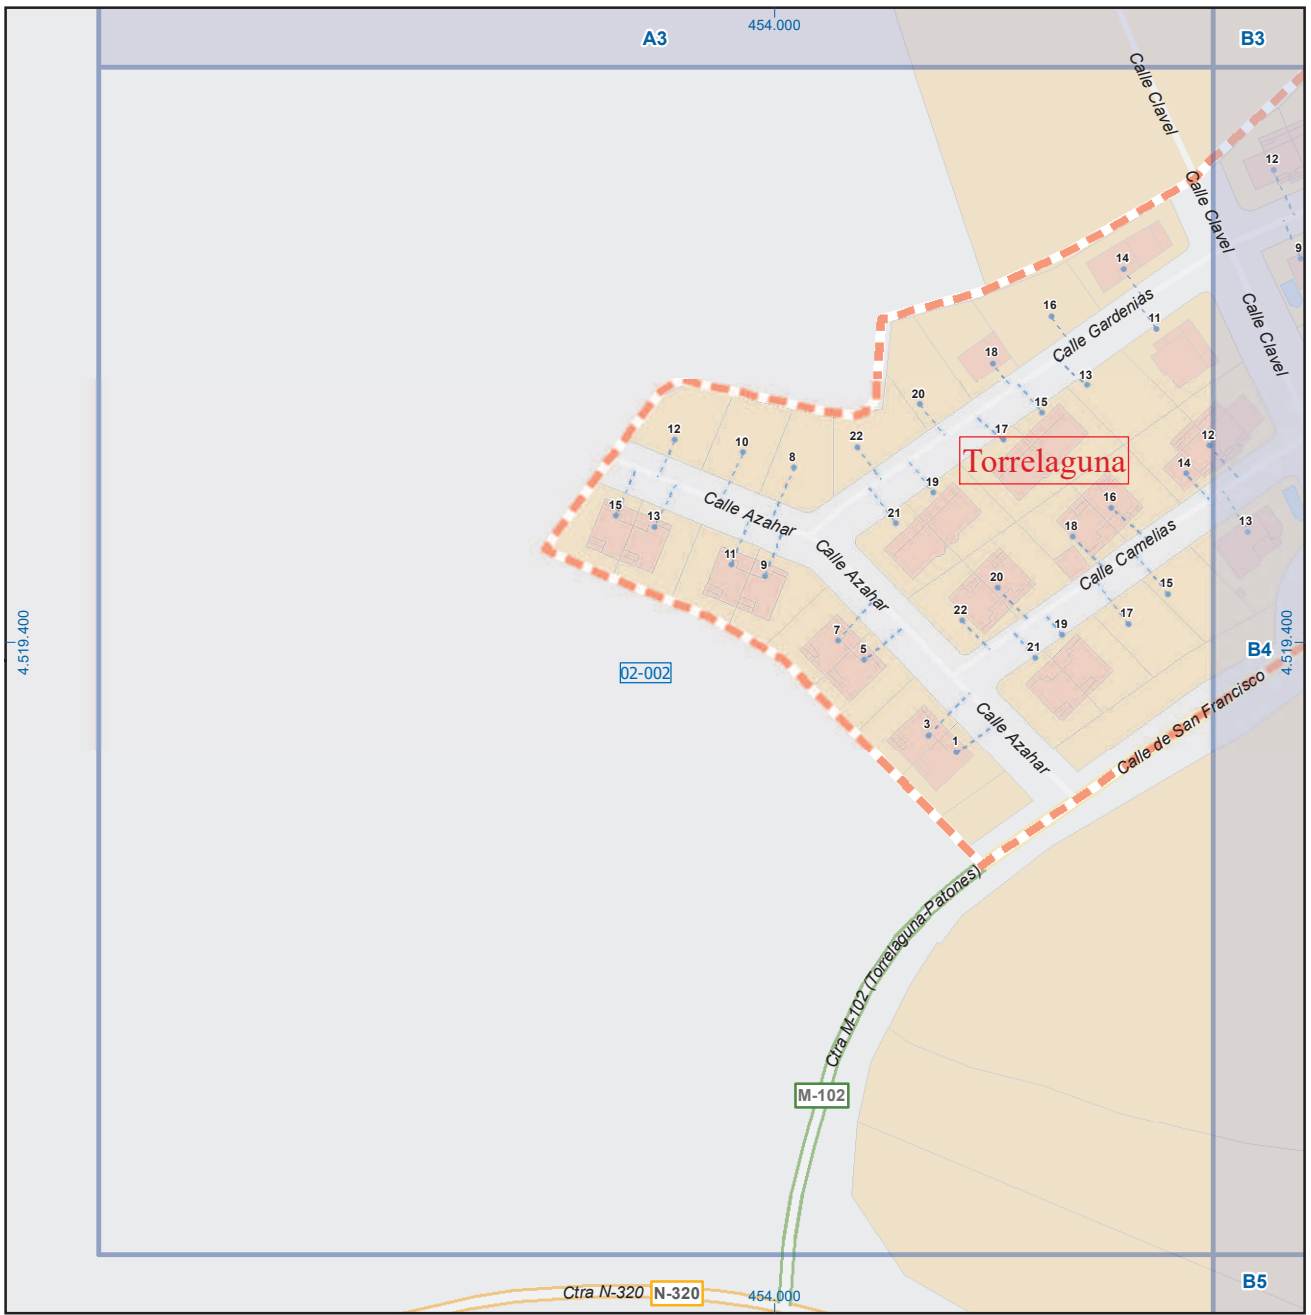 454.000
A3
B3
Calle Clavel
12
Calle Clavel
9
14
Calle Clavel
16
Calle Gardenias
11
18
13
20
15
12
10
22
17
12
8
Torrelaguna
14
19
16
15
13
Calle Azahar
21
18
13
Calle Camelias
11
9
Calle Azahar
20
15
22
17
7
19
4.519.400
5
21
B4
4.519.400
02-002
Calle de San Francisco
3
1
Calle Azahar
Ctra M-102 (Torrelaguna-Patones)
M-102
B5
Ctra N-320
N-320
454.000